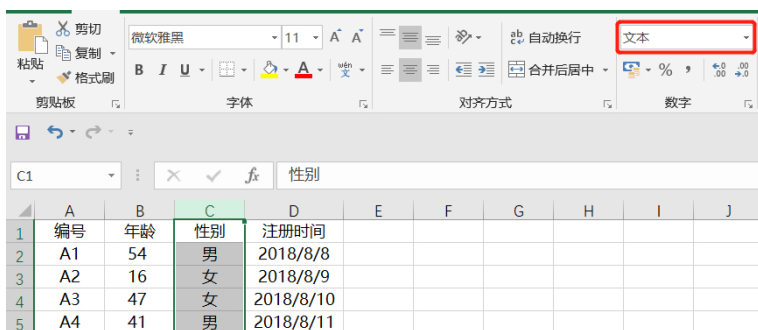 剪切
微软雅黑 11 A A 自动换行 文本
粘贴 复制
格式刷 B I U A wén 文 合并后居中 % , .00 .0
剪贴板 字体 对齐方式 数字
C1 fx 性别
A B C D E F G H I J
1 编号 年龄 性别 注册时间
2 A1 54 男 2018/8/8
3 A2 16 女 2018/8/9
4 A3 47 女 2018/8/10
5 A4 41 男 2018/8/11